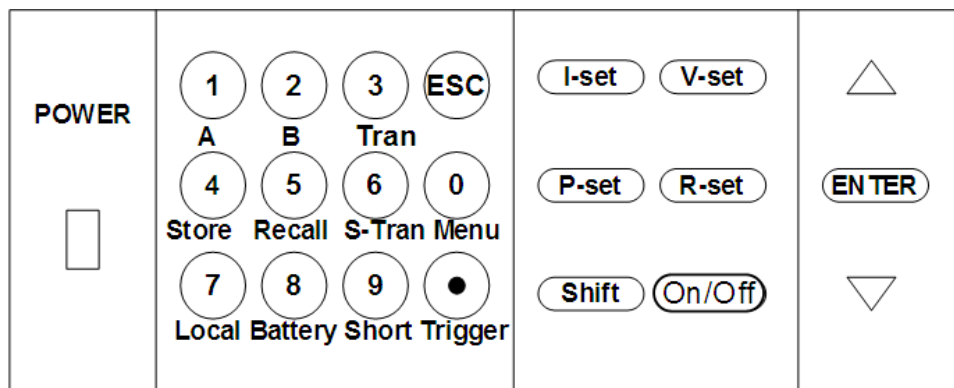 POWER
1 2 3 ESC
A B Tran
4 5 6 0
Store Recall S-Tran Menu
7 8 9
Local Battery Short Trigger
I-set V-set
P-set R-set
Shift On/Off
ENTER